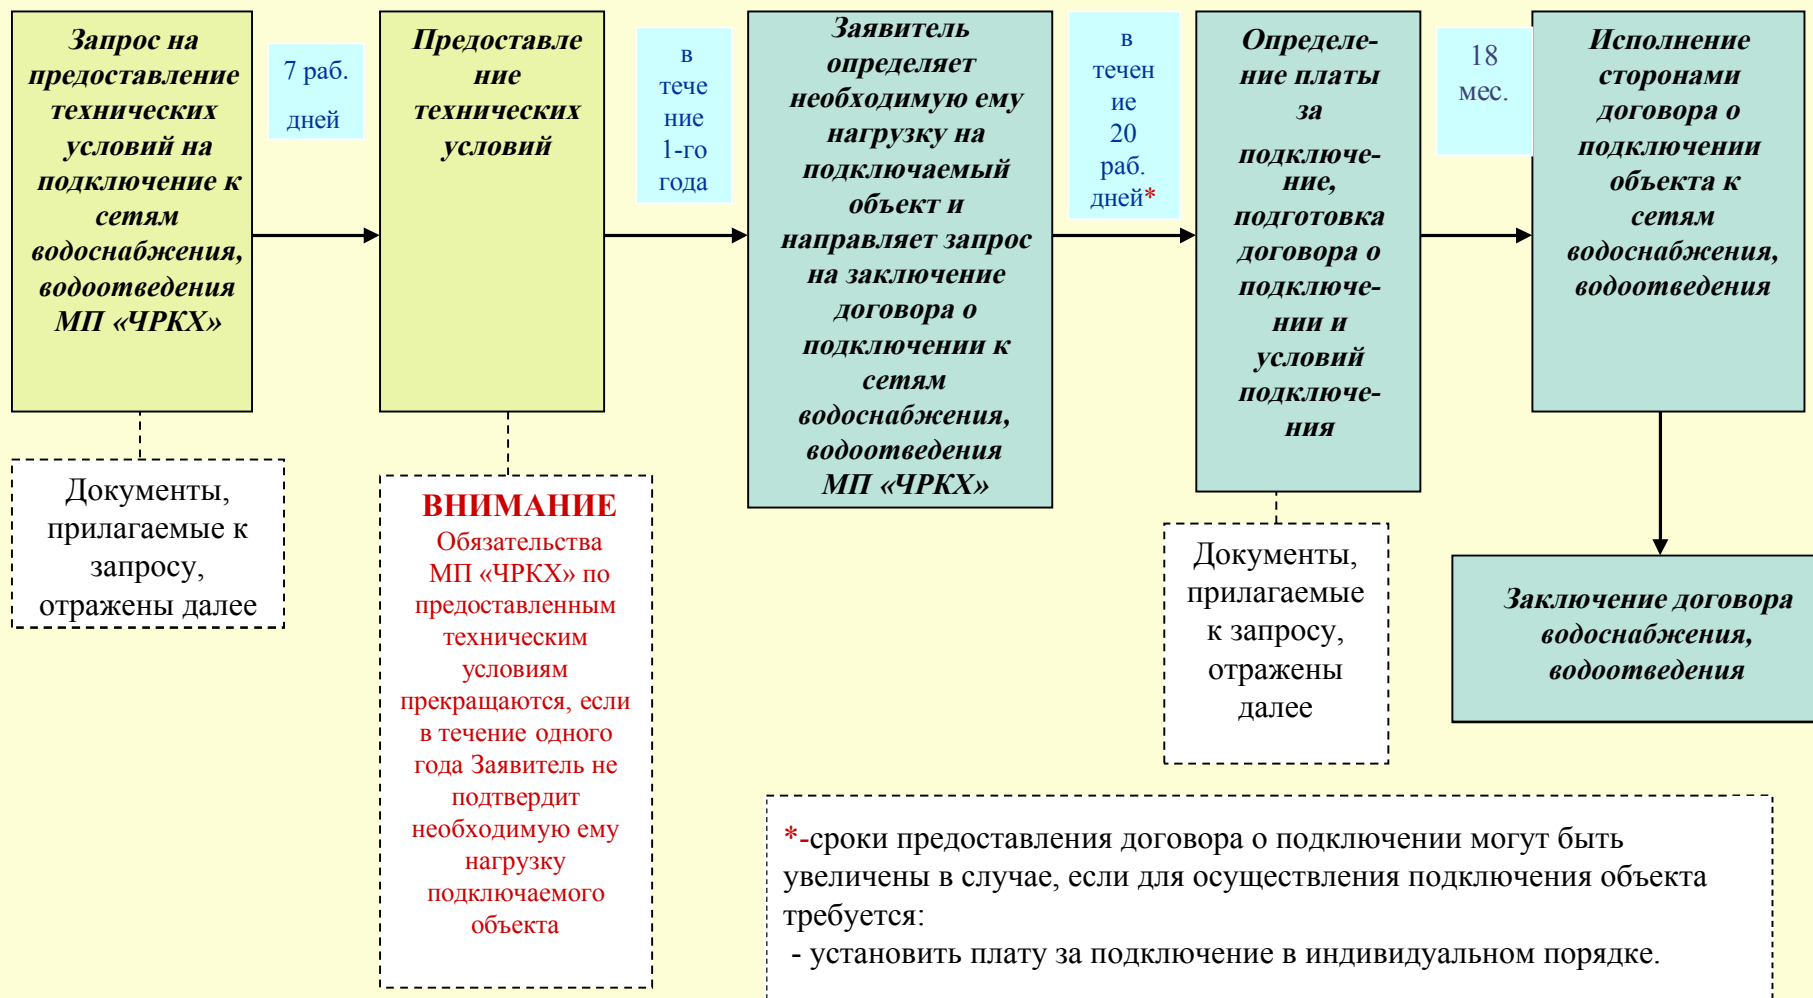 Запрос на
предоставление
технических
условий на
подключение к
сетям
водоснабжения,
водоотведения
МП «ЧРКХ»
7 раб.
дней
Предоставле
ние
технических
условий
в
тече
ние
1-го
года
Заявитель
определяет
необходимую ему
нагрузку на
подключаемый
объект и
направляет запрос
на заключение
договора о
подключении к
сетям
водоснабжения,
водоотведения
МП «ЧРКХ»
в
течен
ие
20
раб.
дней*
Определе-
ние платы
за
подключе-
ние,
подготовка
договора о
подключе-
нии и
условий
подключе-
ния
18
мес.
Исполнение
сторонами
договора о
подключении
объекта к
сетям
водоснабжения,
водоотведения
Документы,
прилагаемые к
запросу,
отражены далее
ВНИМАНИЕ
Обязательства
МП «ЧРКХ» по
предоставленным
техническим
условиям
прекращаются, если
в течение одного
года Заявитель не
подтвердит
необходимую ему
нагрузку
подключаемого
объекта
Документы,
прилагаемые
к запросу,
отражены
далее
Заключение договора
водоснабжения,
водоотведения
*-сроки предоставления договора о подключении могут быть
увеличены в случае, если для осуществления подключения объекта
требуется:
- установить плату за подключение в индивидуальном порядке.